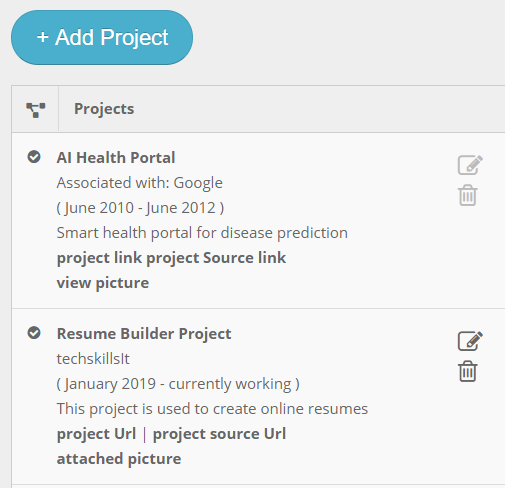 + Add Project
Projects
AI Health Portal
Associated with: Google
( June 2010 - June 2012 )
Smart health portal for disease prediction
project link project Source link
view picture
Resume Builder Project
techskillsIt
( January 2019 - currently working )
This project is used to create online resumes
project Url | project source Url
attached picture